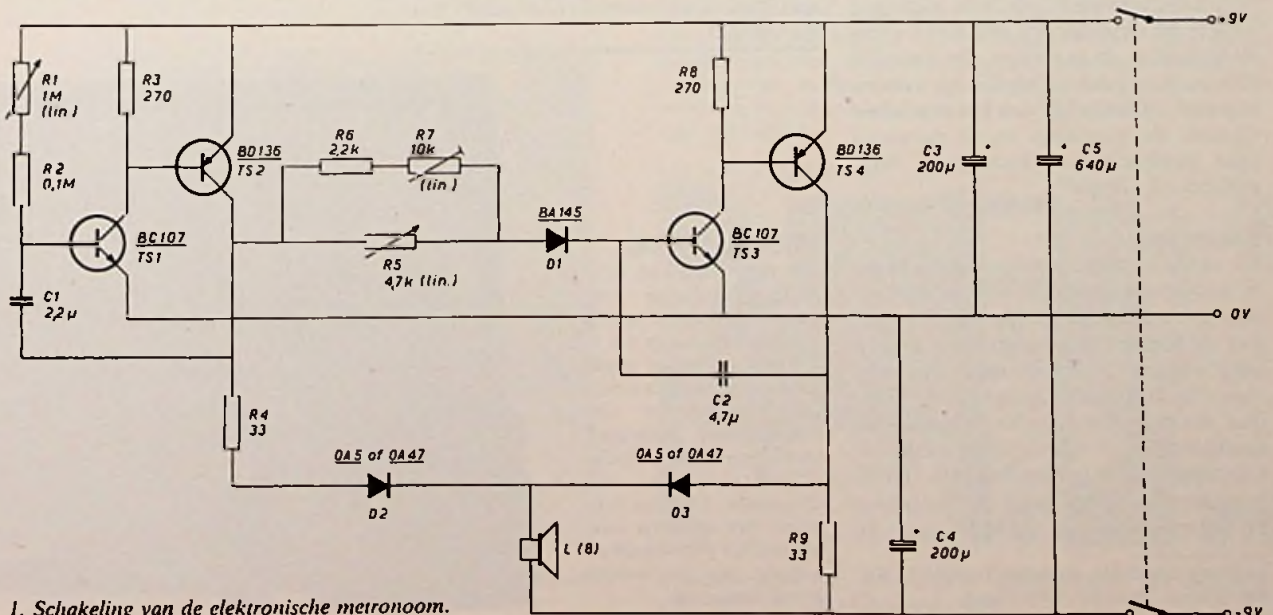 R1
1M
(lin.)
R2
0,1M
C1
2,2µ
R3
270
BC107
TS1
BD136
TS2
R4
33
R6
2,2k
R7
10k
(lin.)
R5
4,7k (lin.)
BA145
D1
OA5 of OA47
D2
L (8)
OA5 of OA47
D3
R8
270
BC107
TS3
BD136
TS4
C2
4,7µ
R9
33
C3
200µ
+
C4
200µ
+
C5
640µ
+
+9V
0V
-9V
1. Schakeling van de elektronische metronoom.